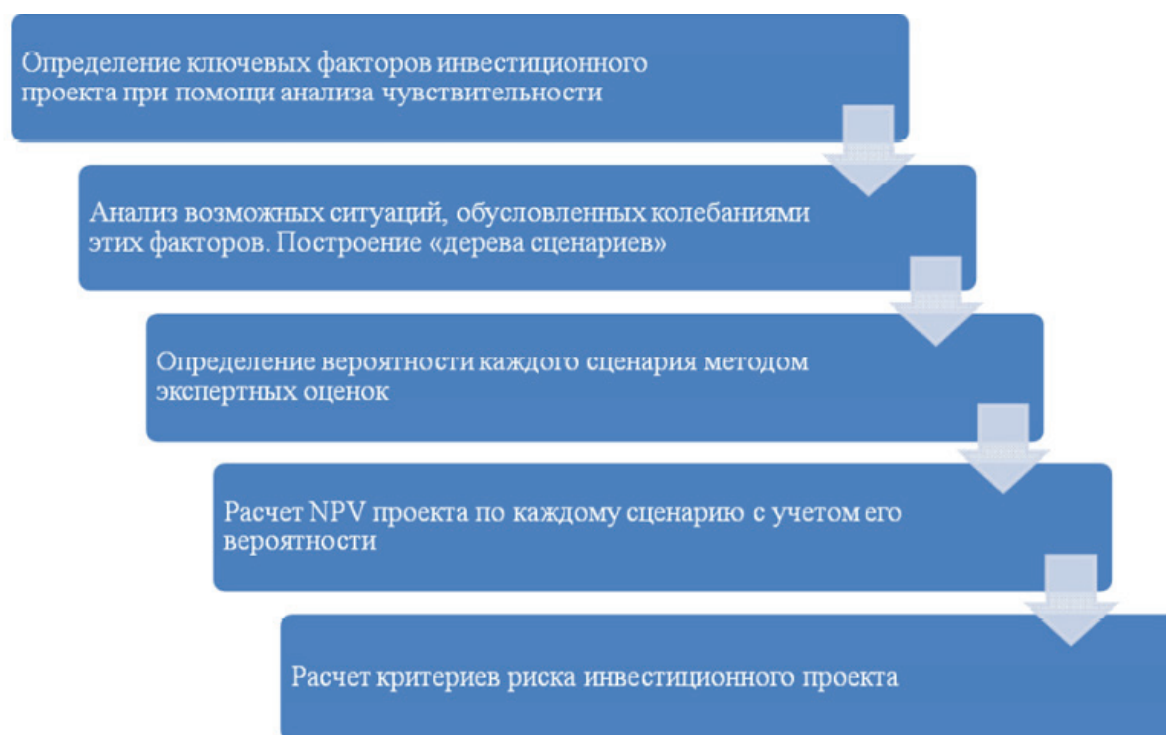 Определение ключевых факторов инвестиционного
проекта при помощи анализа чувствительности
Анализ возможных ситуаций, обусловленных колебаниями
этих факторов. Построение «дерева сценариев»
Определение вероятности каждого сценария методом
экспертных оценок
Расчет NPV проекта по каждому сценарию с учетом его
вероятности
Расчет критериев риска инвестиционного проекта